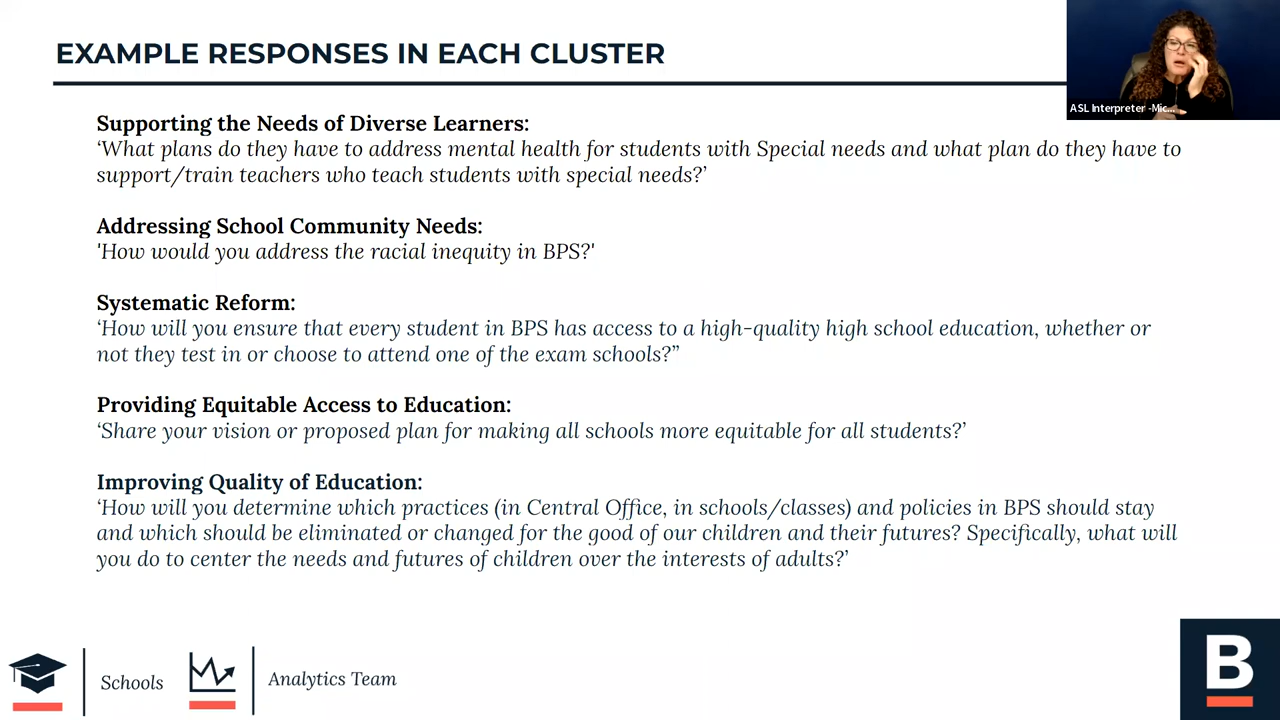 EXAMPLE RESPONSES IN EACH CLUSTER
ASL Interpreter -Mic...
Supporting the Needs of Diverse Learners:
‘What plans do they have to address mental health for students with Special needs and what plan do they have to
support/train teachers who teach students with special needs?’
Addressing School Community Needs:
'How would you address the racial inequity in BPS?'
Systematic Reform:
‘How will you ensure that every student in BPS has access to a high-quality high school education, whether or
not they test in or choose to attend one of the exam schools?”
Providing Equitable Access to Education:
‘Share your vision or proposed plan for making all schools more equitable for all students?’
Improving Quality of Education:
‘How will you determine which practices (in Central Office, in schools/classes) and policies in BPS should stay
and which should be eliminated or changed for the good of our children and their futures? Specifically, what will
you do to center the needs and futures of children over the interests of adults?’
Schools
Analytics Team
B